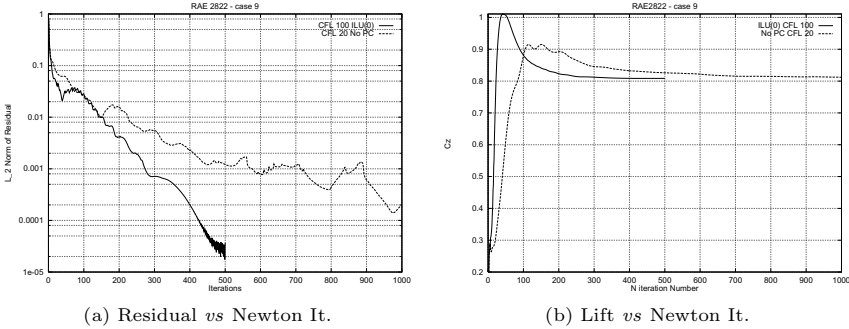 RAE 2822 - case 9
CFL 100 ILU(0)
CFL 20 No PC
1
0.1
0.01
0.001
0.0001
1e-05
L_2 Norm of Residual
0 100 200 300 400 500 600 700 800 900 1000
Iterations
(a) Residual vs Newton It.
RAE2822 - case 9
ILU(0) CFL 100
No PC CFL 20
1
0.9
0.8
0.7
0.6
0.5
0.4
0.3
0.2
Cz
0 100 200 300 400 500 600 700 800 900 1000
N iteration Number
(b) Lift vs Newton It.